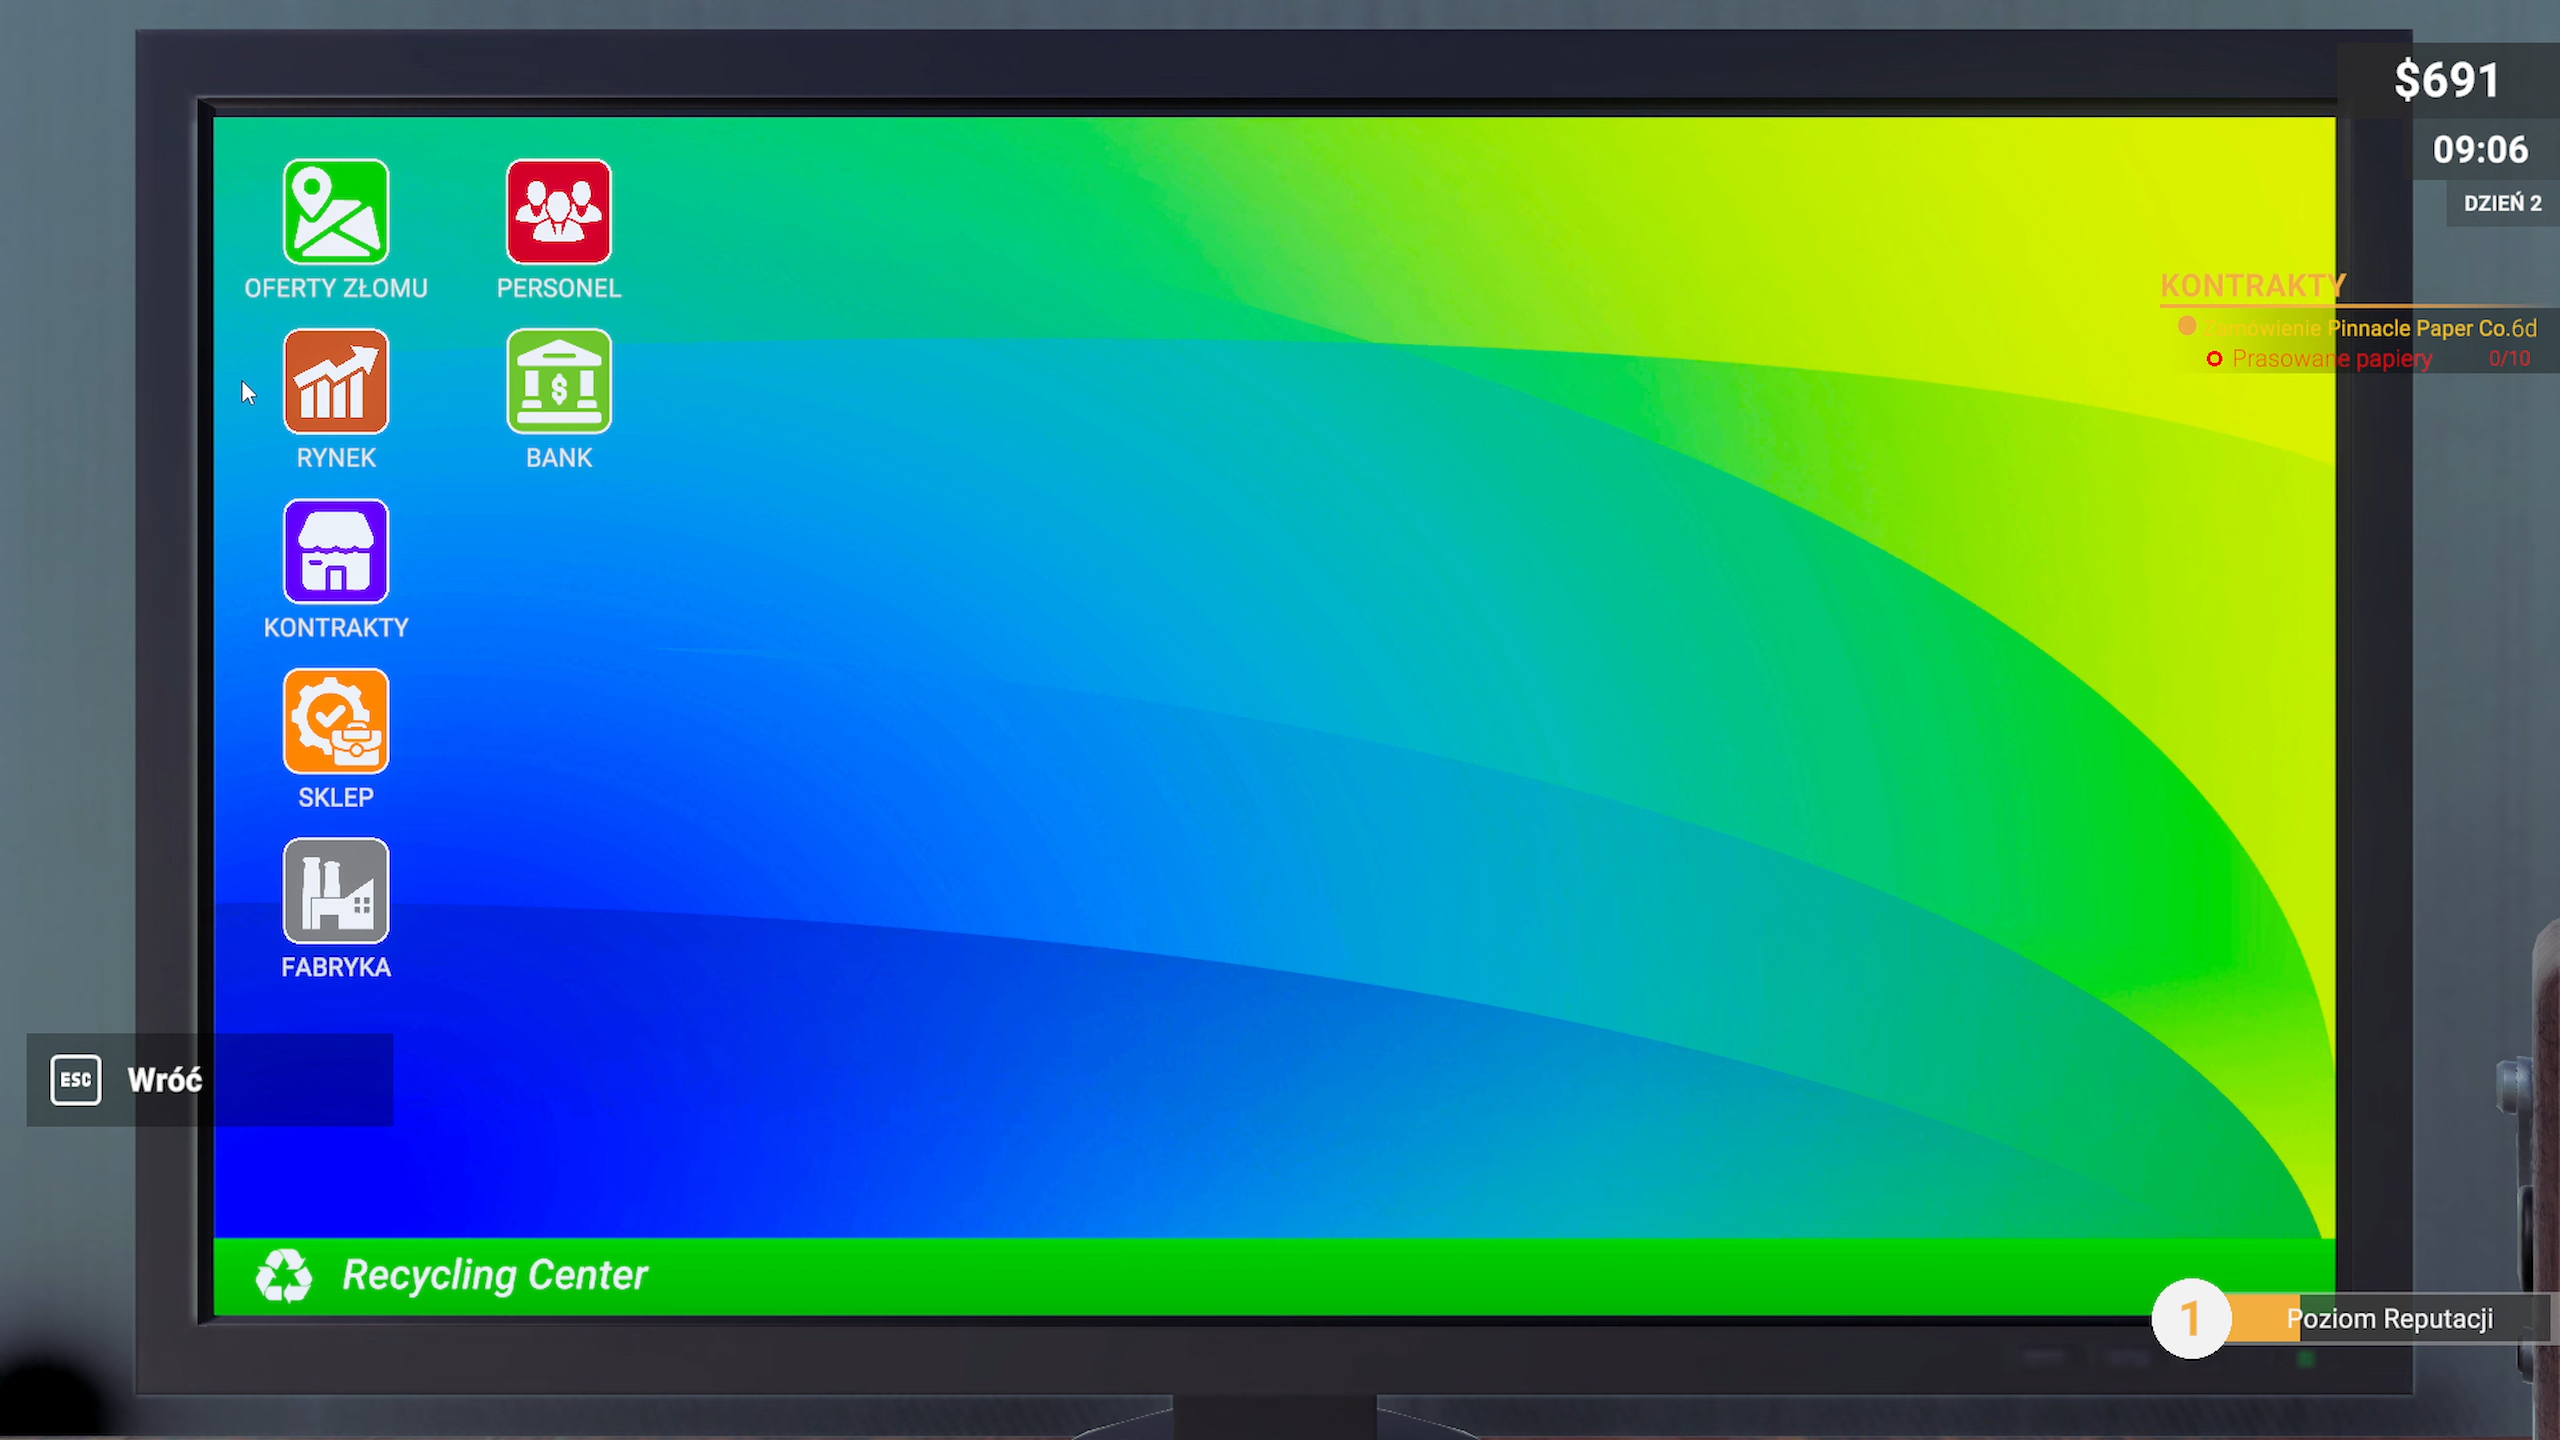 $691
09:06
DZIEŃ 2
OFERTY ZŁOMU
PERSONEL
KONTRAKTY
Zamówienie Pinnacle Paper Co.6d
Prasowane papiery 0/10
RYNEK
BANK
KONTRAKTY
SKLEP
FABRYKA
ESC Wróć
Recycling Center
1 Poziom Reputacji